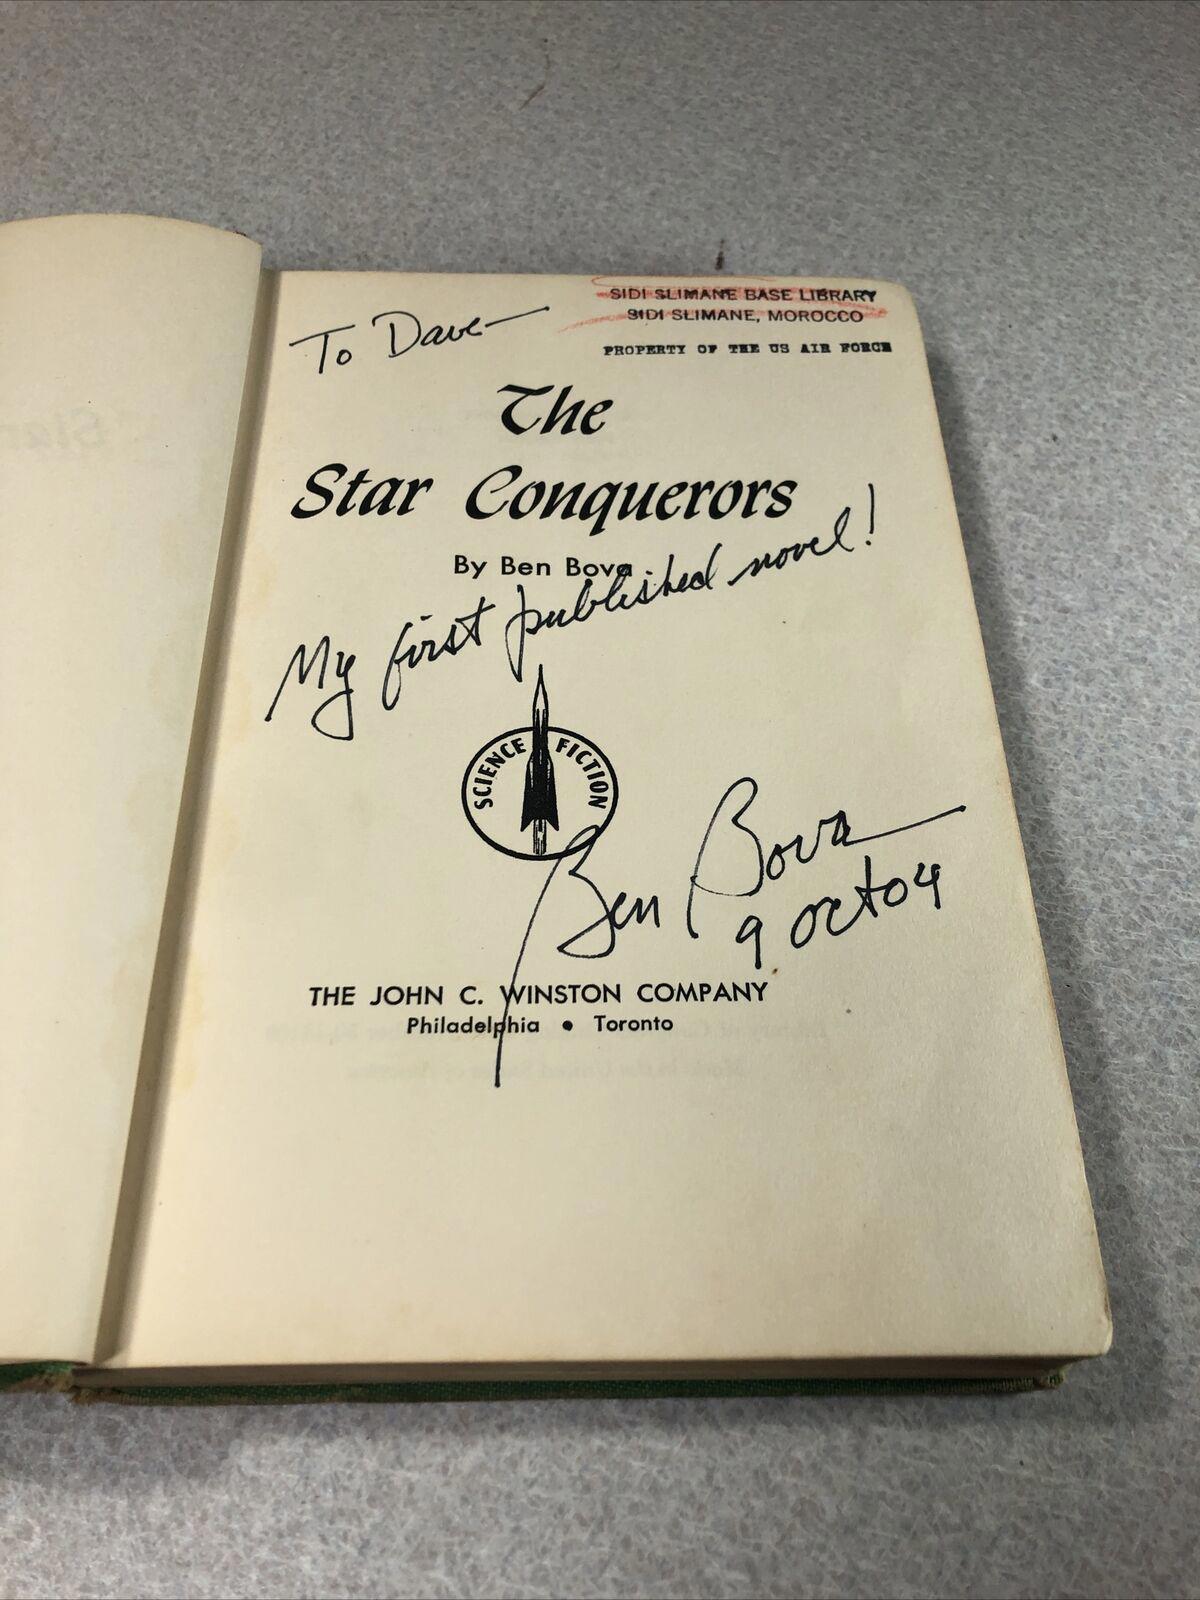 SIDI SLIMANE BASE LIBRARY
SIDI SLIMANE, MOROCCO
PROPERTY OF THE US AIR FORCE
To Dave—
The
Star Conquerors
By Ben Bova
My first published novel!
SCIENCE FICTION
Ben Bova
9 Oct 04
THE JOHN C. WINSTON COMPANY
Philadelphia • Toronto